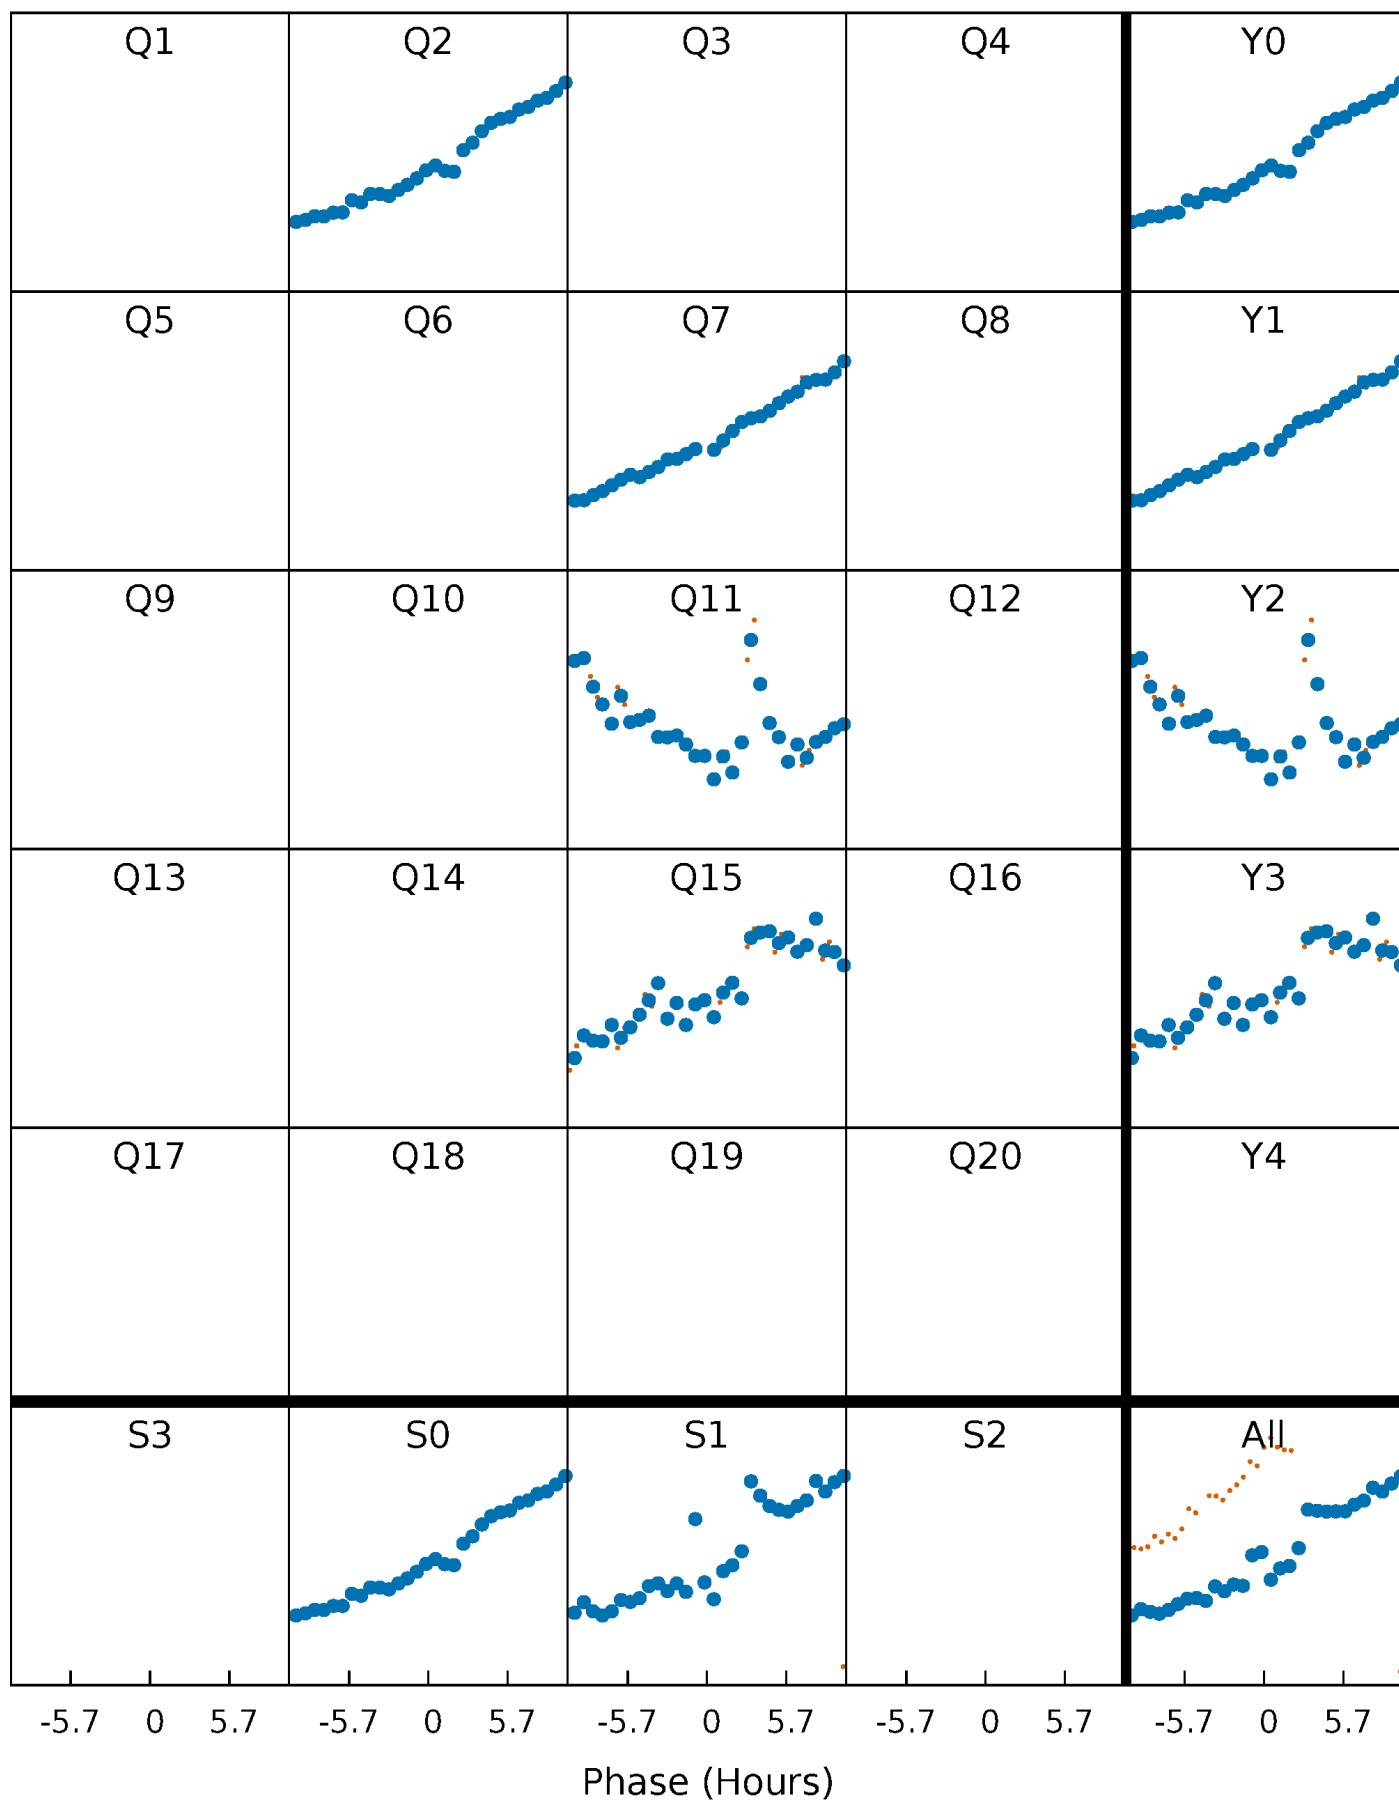 Q1 Q2 Q3 Q4 Y0
Q5 Q6 Q7 Q8 Y1
Q9 Q10 Q11 Q12 Y2
Q13 Q14 Q15 Q16 Y3
Q17 Q18 Q19 Q20 Y4
S3 S0 S1 S2 All
-5.7 0 5.7 -5.7 0 5.7 -5.7 0 5.7 -5.7 0 5.7 -5.7 0 5.7
Phase (Hours)